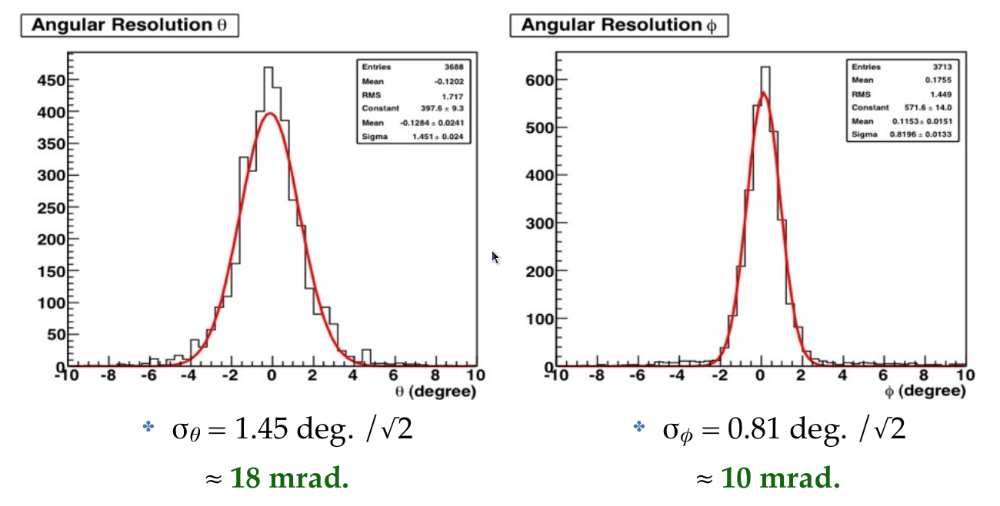 Angular Resolution θ
Entries 3688
Mean -0.1202
RMS 1.717
Constant 397.6 ± 9.3
Mean -0.1284 ± 0.0241
Sigma 1.451 ± 0.024
450
400
350
300
250
200
150
100
50
0
-10 -8 -6 -4 -2 0 2 4 6 8 10
θ (degree)
σθ = 1.45 deg. /√2
≈ 18 mrad.
Angular Resolution ϕ
Entries 3713
Mean 0.1755
RMS 1.449
Constant 571.6 ± 14.0
Mean 0.1153 ± 0.0151
Sigma 0.8196 ± 0.0133
600
500
400
300
200
100
0
-10 -8 -6 -4 -2 0 2 4 6 8 10
ϕ (degree)
σϕ = 0.81 deg. /√2
≈ 10 mrad.